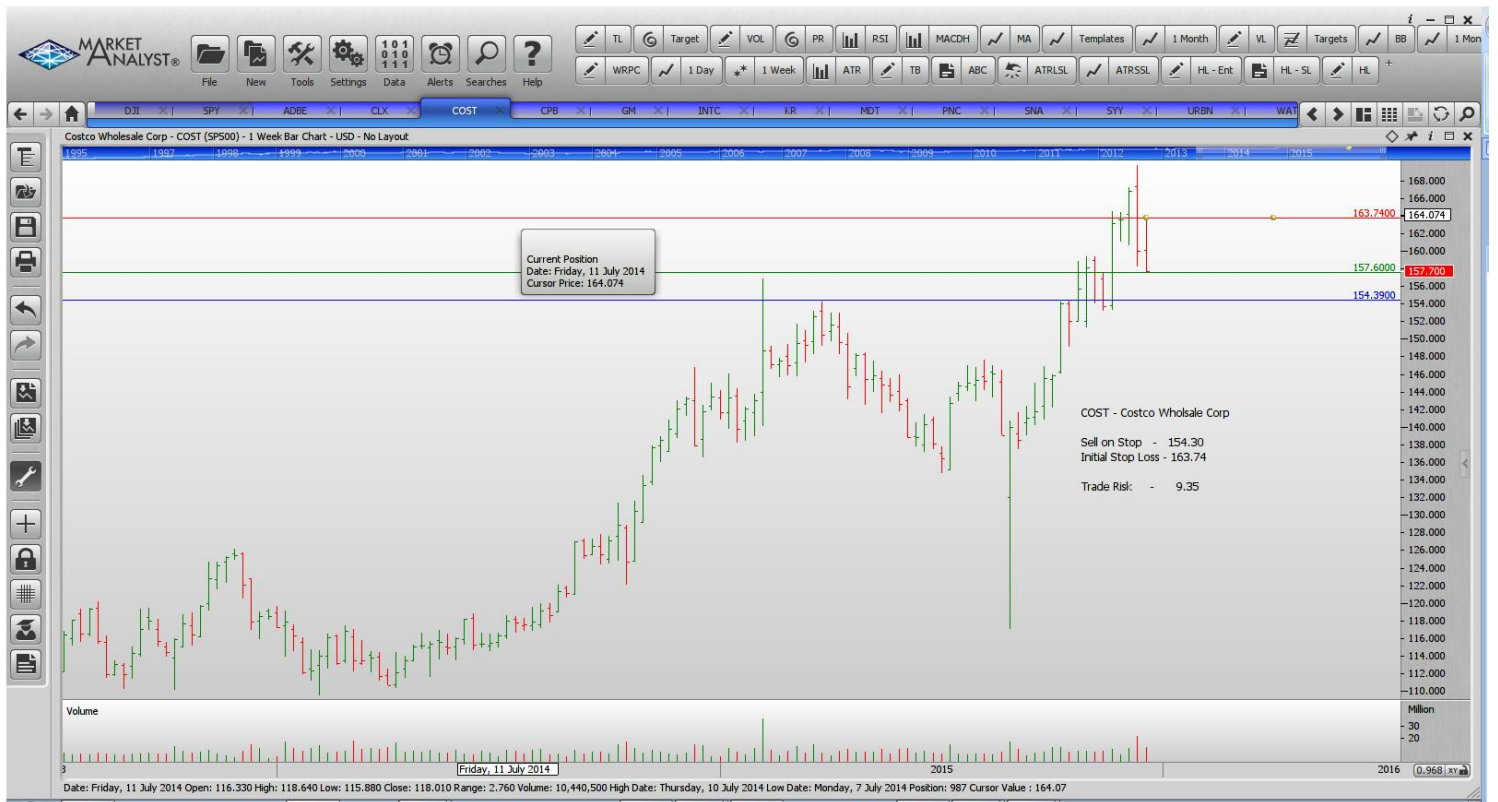 i
MARKET ANALYST®
File New Tools Settings Data Alerts Searches Help
TL Target VOL PR RSI MACDH MA Templates 1 Month VL Targets BB 1 Mon
WRPC 1 Day 1 Week ATR TB ABC ATRLSL ATRSSL HL - Ent HL - SL HL +
DJI SPY ADBE CLX COST CPB GM INTC KR MDT PNC SNA SYY URBN WAT
Costco Wholesale Corp - COST (SP500) - 1 Week Bar Chart - USD - No Layout
1995 1997 1998 1999 2000 2001 2002 2003 2004 2005 2006 2007 2008 2009 2010 2011 2012 2013 2014 2015
168.000
166.000
163.7400
164.074
162.000
160.000
157.6000
157.700
156.000
154.3900
154.000
152.000
150.000
148.000
146.000
144.000
142.000
140.000
138.000
136.000
134.000
132.000
130.000
128.000
126.000
124.000
122.000
120.000
118.000
116.000
114.000
112.000
110.000
Current Position
Date: Friday, 11 July 2014
Cursor Price: 164.074
COST - Costco Wholsale Corp
Sell on Stop - 154.30
Initial Stop Loss - 163.74
Trade Risk - 9.35
Volume
Million
30
20
3 Friday, 11 July 2014 2015 2016 0.968 XY
Date: Friday, 11 July 2014 Open: 116.330 High: 118.640 Low: 115.880 Close: 118.010 Range: 2.760 Volume: 10,440,500 High Date: Thursday, 10 July 2014 Low Date: Monday, 7 July 2014 Position: 987 Cursor Value : 164.07